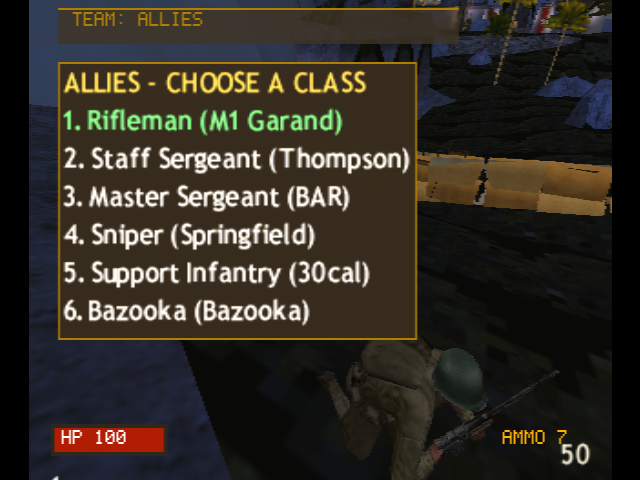 TEAM: ALLIES
ALLIES - CHOOSE A CLASS
1. Rifleman (M1 Garand)
2. Staff Sergeant (Thompson)
3. Master Sergeant (BAR)
4. Sniper (Springfield)
5. Support Infantry (30cal)
6. Bazooka (Bazooka)
HP 100
AMMO 7
50